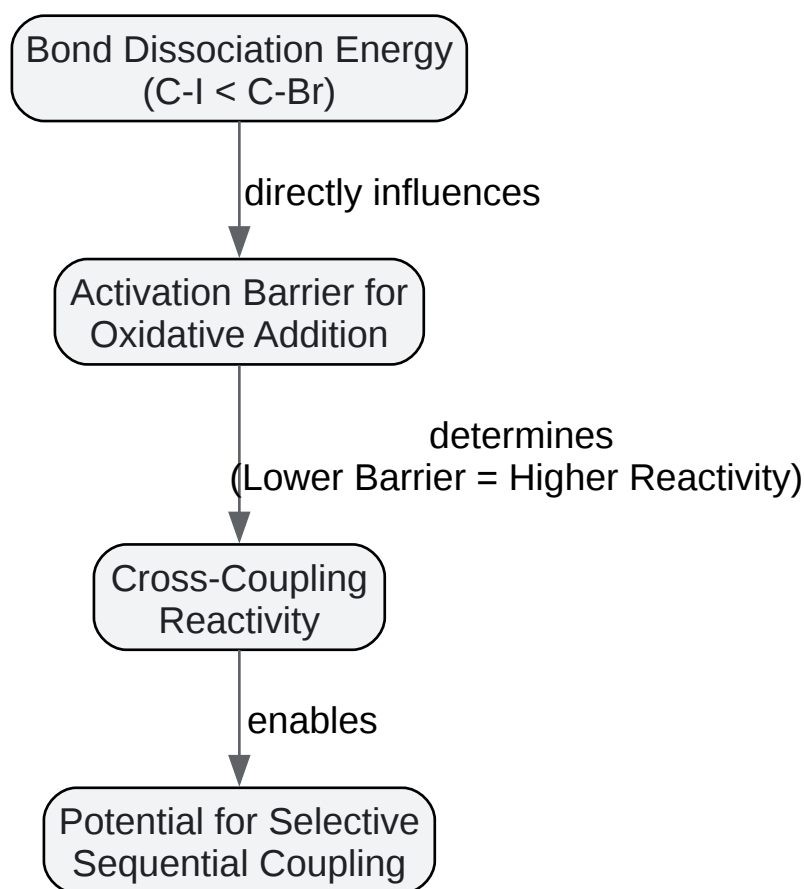 Bond Dissociation Energy
(C-I < C-Br)
directly influences
Activation Barrier for
Oxidative Addition
determines
(Lower Barrier = Higher Reactivity)
Cross-Coupling
Reactivity
enables
Potential for Selective
Sequential Coupling